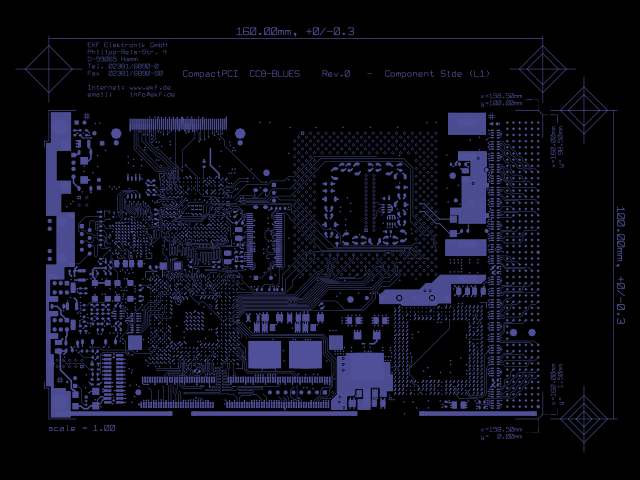 160.00mm, +0/-0.3
EKF Elektronik GmbH
Philipp-Reis-Str. 4
D-59065 Hamm
Tel. 02381/6890-0
Fax 02381/6890-90
Internet: www.ekf.de
email: info@ekf.de
CompactPCI CC8-BLUES Rev.0 - Component Side (L1)
x=158.50mm
y=100.00mm
x=160.00mm
y= 98.50mm
100.00mm, +0/-0.3
x=160.00mm
y= 1.50mm
scale = 1.00
x=158.50mm
y= 0.00mm